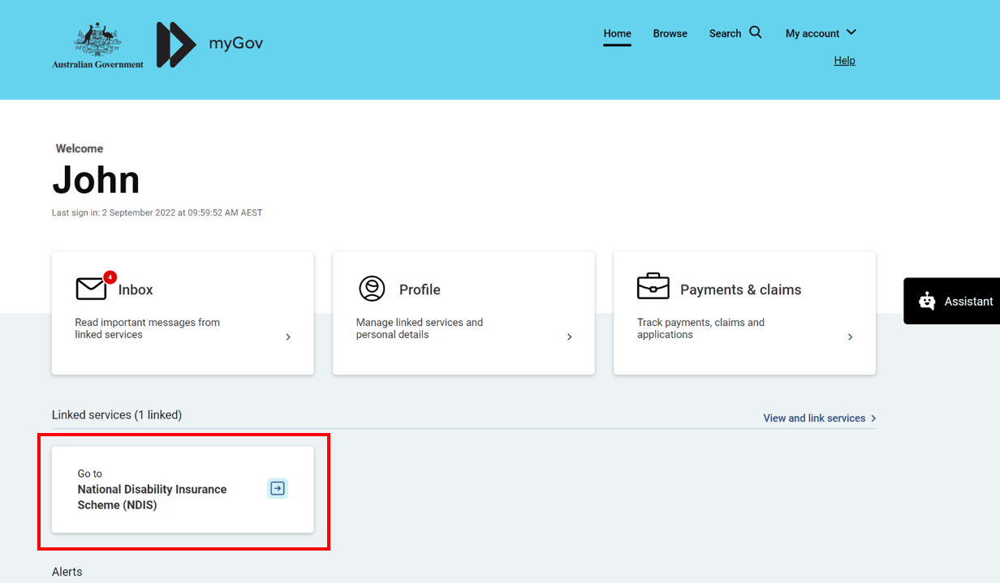 Australian Government
myGov
Home
Browse
Search
My account
Help
Welcome
John
Last sign in: 2 September 2022 at 09:59:52 AM AEST
4
Inbox
Read important messages from
linked services
Profile
Manage linked services and
personal details
Payments & claims
Track payments, claims and
applications
Assistant
Linked services (1 linked)
View and link services
Go to
National Disability Insurance
Scheme (NDIS)
Alerts